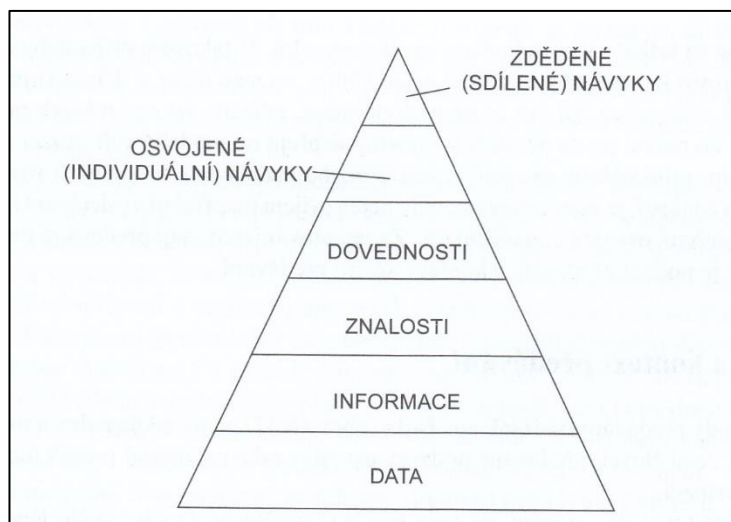 ZDĚDĚNÉ
(SDÍLENÉ) NÁVYKY
OSVOJENÉ
(INDIVIDUÁLNÍ) NÁVYKY
DOVEDNOSTI
ZNALOSTI
INFORMACE
DATA